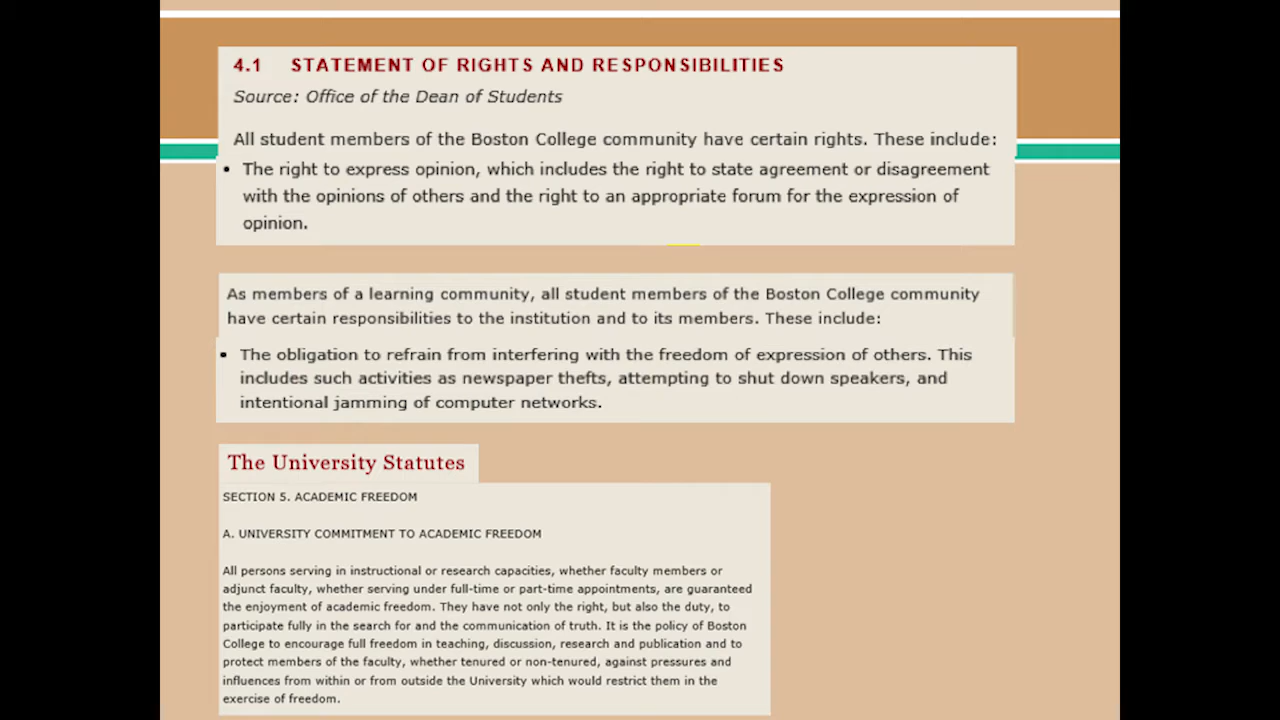 4.1 STATEMENT OF RIGHTS AND RESPONSIBILITIES
Source: Office of the Dean of Students
All student members of the Boston College community have certain rights. These include:
• The right to express opinion, which includes the right to state agreement or disagreement
with the opinions of others and the right to an appropriate forum for the expression of
opinion.
As members of a learning community, all student members of the Boston College community
have certain responsibilities to the institution and to its members. These include:
• The obligation to refrain from interfering with the freedom of expression of others. This
includes such activities as newspaper thefts, attempting to shut down speakers, and
intentional jamming of computer networks.
The University Statutes
SECTION 5. ACADEMIC FREEDOM
A. UNIVERSITY COMMITMENT TO ACADEMIC FREEDOM
All persons serving in instructional or research capacities, whether faculty members or
adjunct faculty, whether serving under full-time or part-time appointments, are guaranteed
the enjoyment of academic freedom. They have not only the right, but also the duty, to
participate fully in the search for and the communication of truth. It is the policy of Boston
College to encourage full freedom in teaching, discussion, research and publication and to
protect members of the faculty, whether tenured or non-tenured, against pressures and
influences from within or from outside the University which would restrict them in the
exercise of freedom.